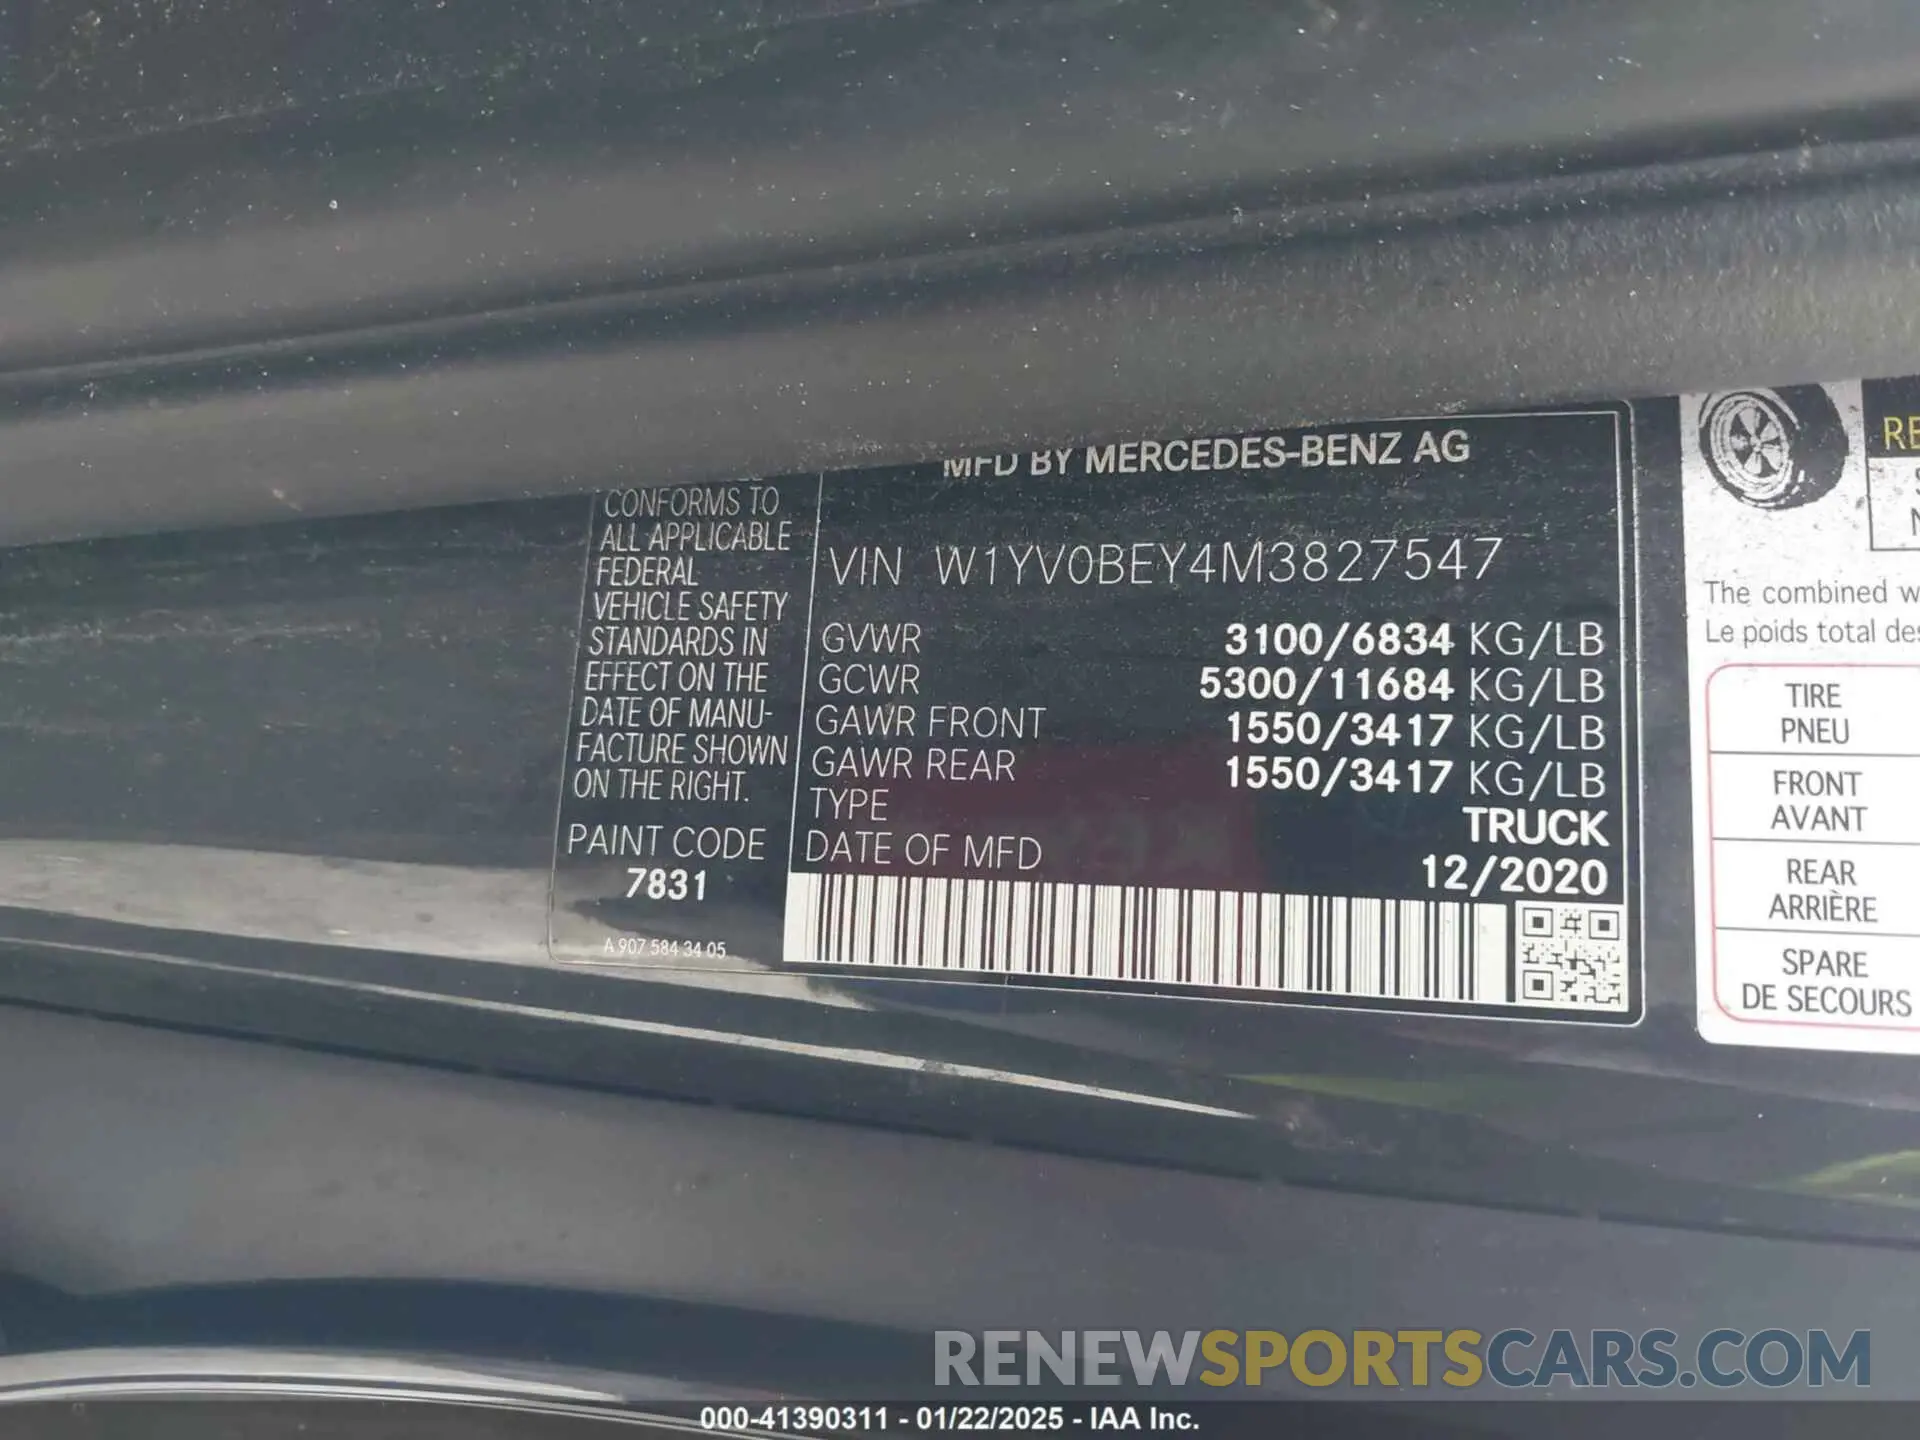 MFD BY MERCEDES-BENZ AG
CONFORMS TO
ALL APPLICABLE
FEDERAL
VEHICLE SAFETY
STANDARDS IN
EFFECT ON THE
DATE OF MANU-
FACTURE SHOWN
ON THE RIGHT.
PAINT CODE
7831
A 907 584 34 05
VIN W1YV0BEY4M3827547
GVWR 3100/6834 KG/LB
GCWR 5300/11684 KG/LB
GAWR FRONT 1550/3417 KG/LB
GAWR REAR 1550/3417 KG/LB
TYPE TRUCK
DATE OF MFD 12/2020
The combined
Le poids total
TIRE
PNEU
FRONT
AVANT
REAR
ARRIÈRE
SPARE
DE SECOURS
RENEWSPORTSCARS.COM
000-41390311 - 01/22/2025 - IAA Inc.